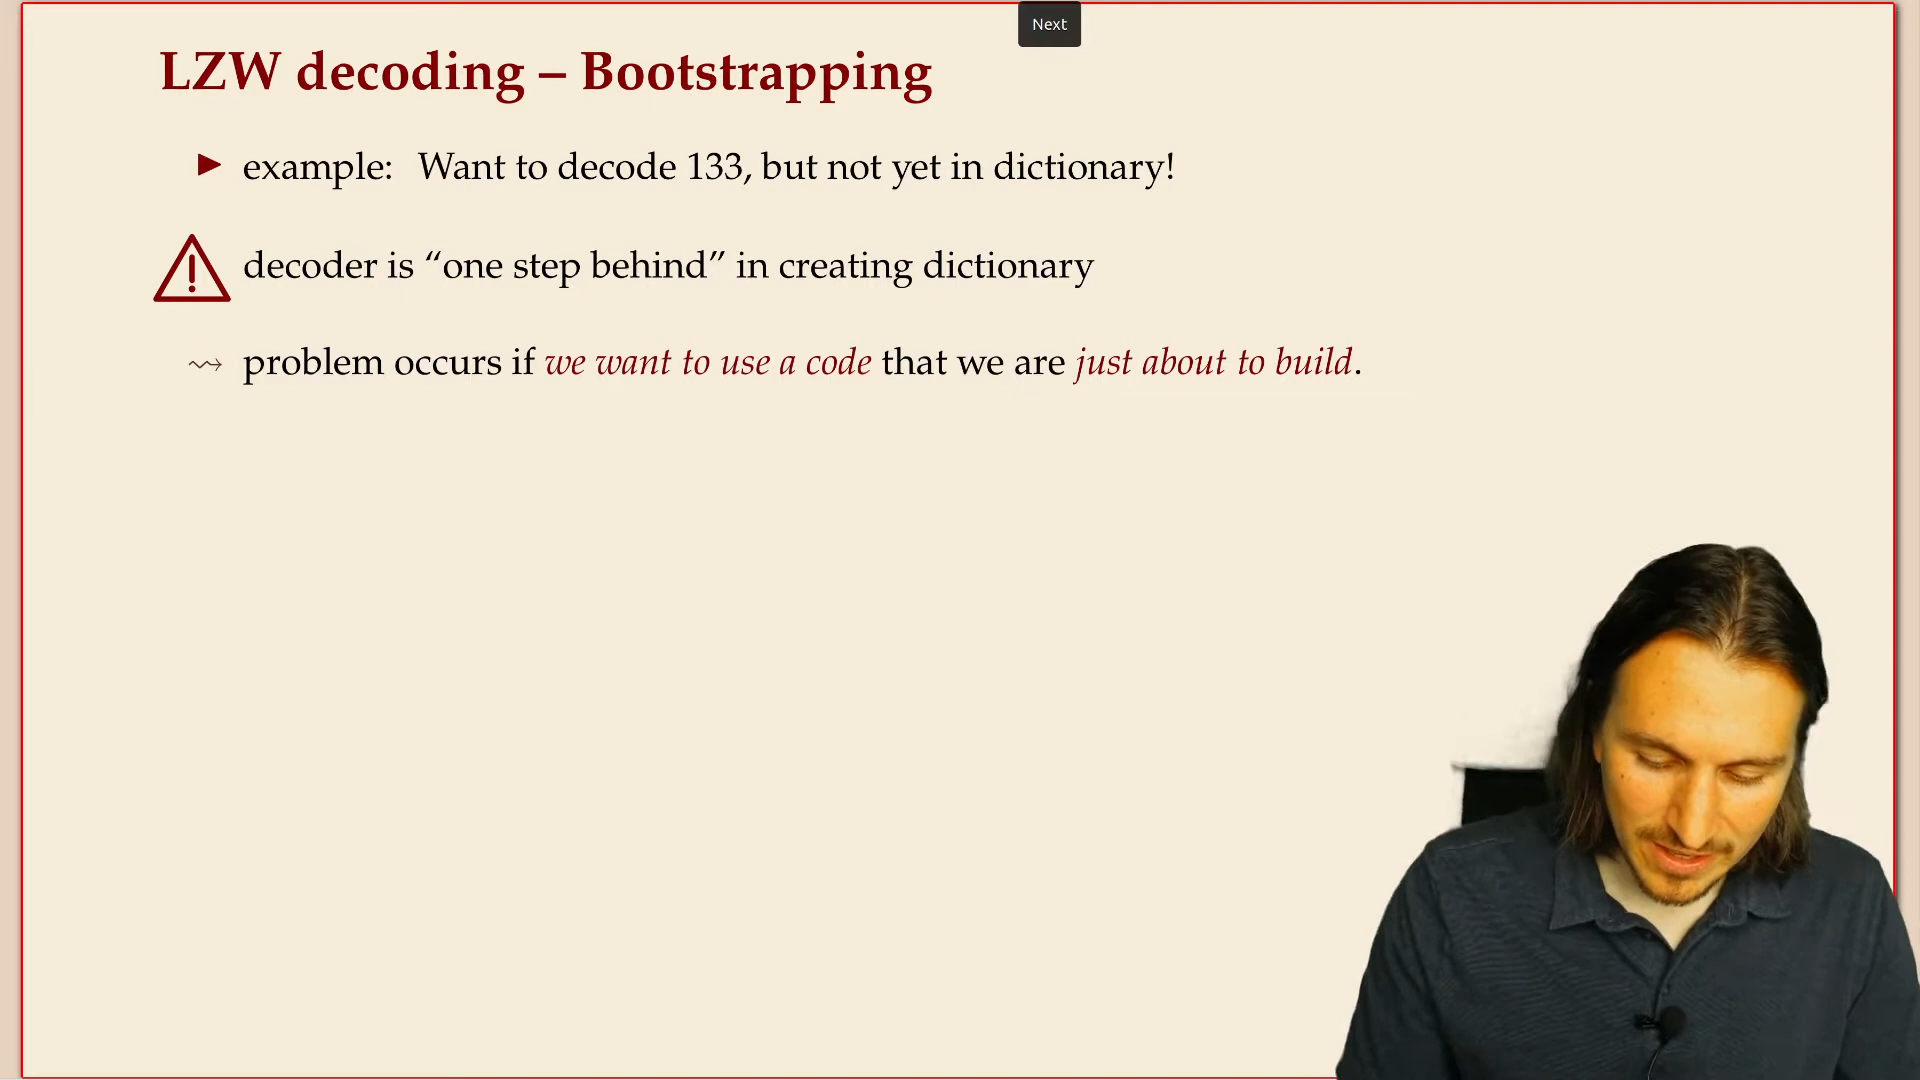 Next
LZW decoding – Bootstrapping
► example: Want to decode 133, but not yet in dictionary!
decoder is “one step behind” in creating dictionary
⇝ problem occurs if we want to use a code that we are just about to build.